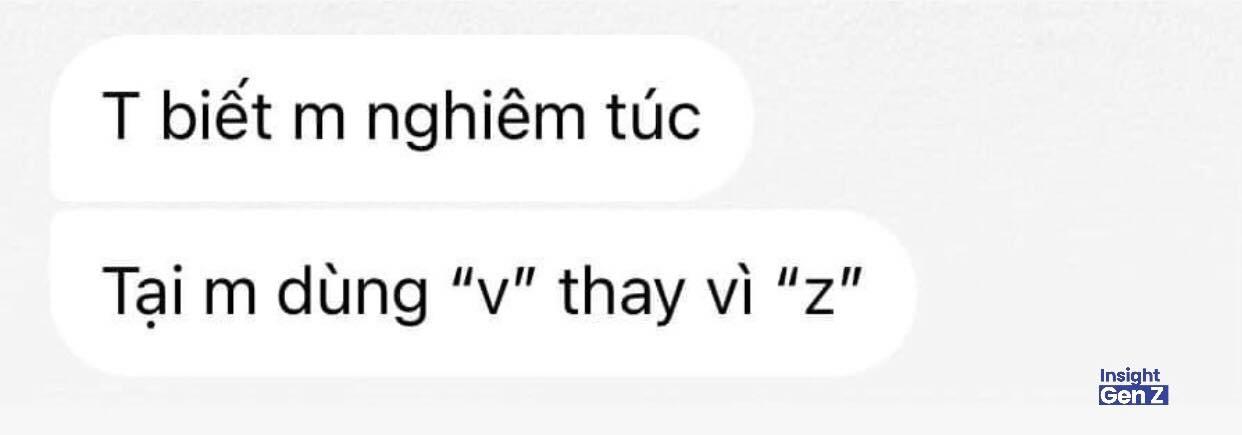 T biết m nghiêm túc
Tại m dùng “v” thay vì “z”
Insight
Gen Z